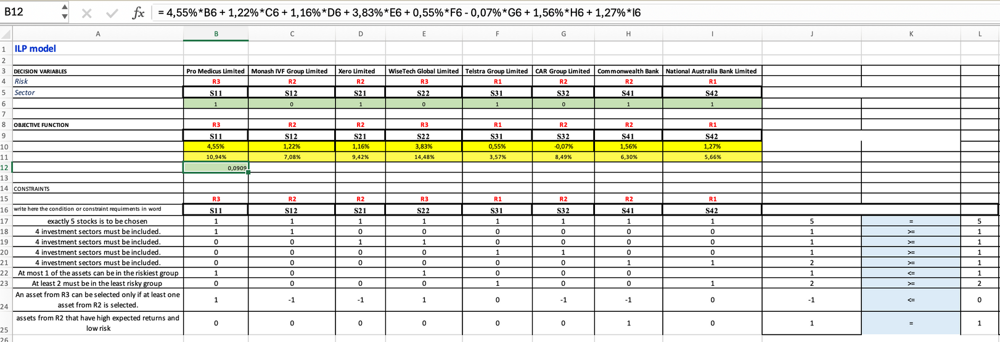 B12 fx = 4,55%*B6 + 1,22%*C6 + 1,16%*D6 + 3,83%*E6 + 0,55%*F6 - 0,07%*G6 + 1,56%*H6 + 1,27%*I6
A B C D E F G H I J K L
1 ILP model
2
3 DECISION VARIABLES Pro Medicus Limited Monash IVF Group Limited Xero Limited WiseTech Global Limited Telstra Group Limited CAR Group Limited Commonwealth Bank National Australia Bank Limited
4 Risk R3 R2 R2 R3 R1 R2 R2 R1
5 Sector S11 S12 S21 S22 S31 S32 S41 S42
6 1 0 1 0 1 0 1 1
7
8 OBJECTIVE FUNCTION R3 R2 R2 R3 R1 R2 R2 R1
9 S11 S12 S21 S22 S31 S32 S41 S42
10 4,55% 1,22% 1,16% 3,83% 0,55% -0,07% 1,56% 1,27%
11 10,94% 7,08% 9,42% 14,48% 3,57% 8,49% 6,30% 5,66%
12 0,0909
13
14 CONSTRAINTS
15 R3 R2 R2 R3 R1 R2 R2 R1
16 write here the condition or constraint requirments in word S11 S12 S21 S22 S31 S32 S41 S42
17 exactly 5 stocks is to be chosen 1 1 1 1 1 1 1 1 5 = 5
18 4 investment sectors must be included. 1 1 0 0 0 0 0 0 1 >= 1
19 4 investment sectors must be included. 0 0 1 1 0 0 0 0 1 >= 1
20 4 investment sectors must be included. 0 0 0 0 1 1 0 0 1 >= 1
21 4 investment sectors must be included. 0 0 0 0 0 0 1 1 2 >= 1
22 At most 1 of the assets can be in the riskiest group 1 0 1 0 0 0 1 <= 1
23 At least 2 must be in the least risky group 0 0 0 0 1 0 0 1 2 >= 2
An asset from R3 can be selected only if at least one
24 asset from R2 is selected. 1 -1 -1 1 0 -1 -1 0 -1 <= 0
assets from R2 that have high expected returns and
25 low risk 0 0 0 0 0 0 1 0 1 = 1
26